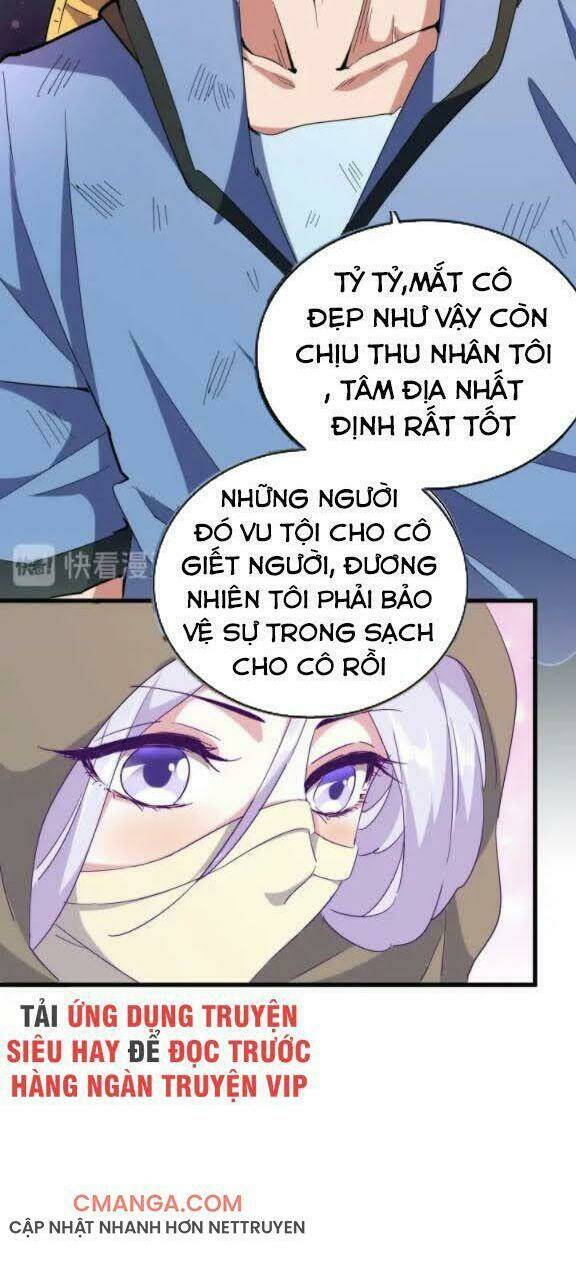 TỶ TỶ,MẮT CÔ
ĐẸP NHƯ VẬY CÒN
CHỊU THU NHÂN TÔI
, TÂM ĐỊA NHẤT
ĐỊNH RẤT TỐT
NHỮNG NGƯỜI
ĐÓ VU TỘI CHO CÔ
GIẾT NGƯỜI, ĐƯƠNG
NHIÊN TÔI PHẢI BẢO
VỆ SỰ TRONG SẠCH
CHO CÔ RỒI
快看! 快看漫
TẢI ỨNG DỤNG TRUYỆN
SIÊU HAY ĐỂ ĐỌC TRƯỚC
HÀNG NGÀN TRUYỆN VIP
CMANGA.COM
CẬP NHẬT NHANH HƠN NETTRUYEN